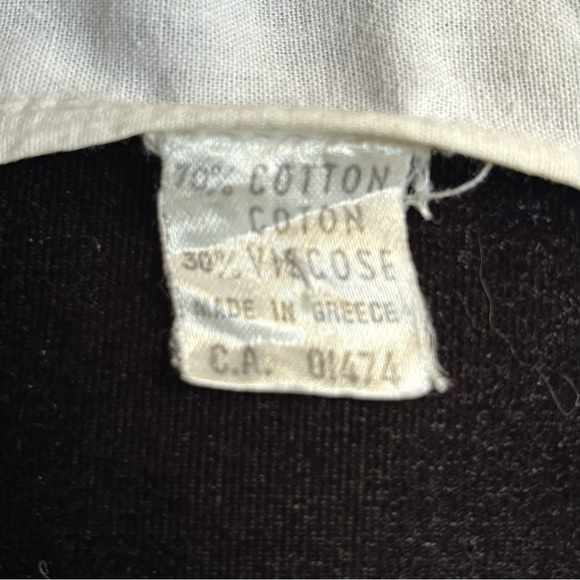 70% COTTON
COTON
30% VISCOSE
MADE IN GREECE
C.A. 01474